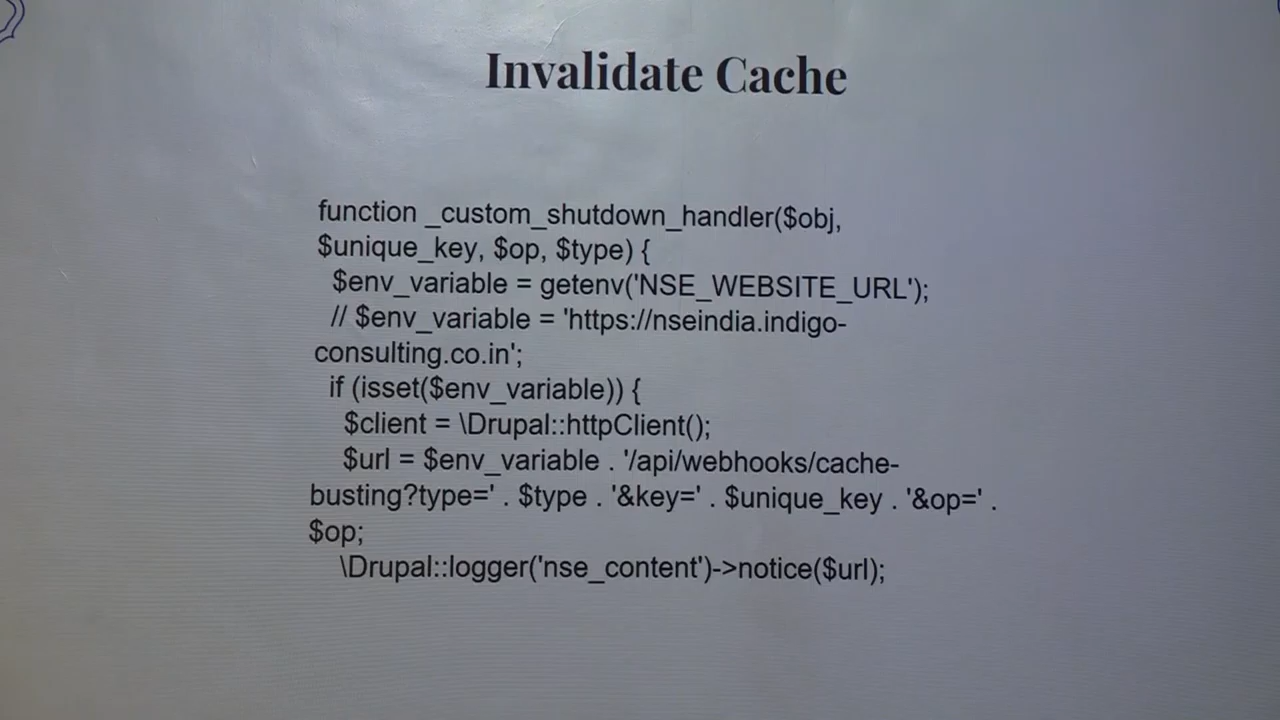 Invalidate Cache
function _custom_shutdown_handler($obj,
$unique_key, $op, $type) {
$env_variable = getenv('NSE_WEBSITE_URL');
// $env_variable = 'https://nseindia.indigo-
consulting.co.in';
if (isset($env_variable)) {
$client = \Drupal::httpClient();
$url = $env_variable . '/api/webhooks/cache-
busting?type=' . $type . '&key=' . $unique_key . '&op=' .
$op;
\Drupal::logger('nse_content')->notice($url);